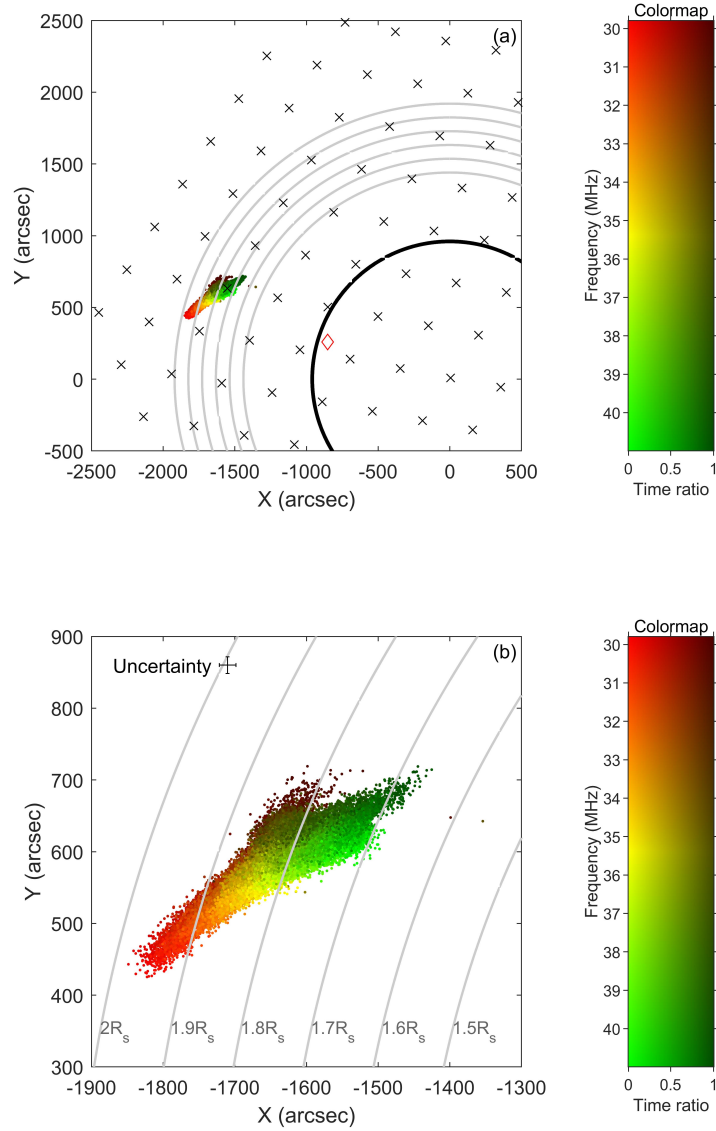 Colormap
(a)
2500
2000
1500
1000
500
0
-500
Y (arcsec)
-2500 -2000 -1500 -1000 -500 0 500
X (arcsec)
30
31
32
33
34
35
36
37
38
39
40
Frequency (MHz)
0 0.5 1
Time ratio
Colormap
(b)
Uncertainty
900
800
700
600
500
400
300
Y (arcsec)
2Rs 1.9Rs 1.8Rs 1.7Rs 1.6Rs 1.5Rs
-1900 -1800 -1700 -1600 -1500 -1400 -1300
X (arcsec)
30
31
32
33
34
35
36
37
38
39
40
Frequency (MHz)
0 0.5 1
Time ratio